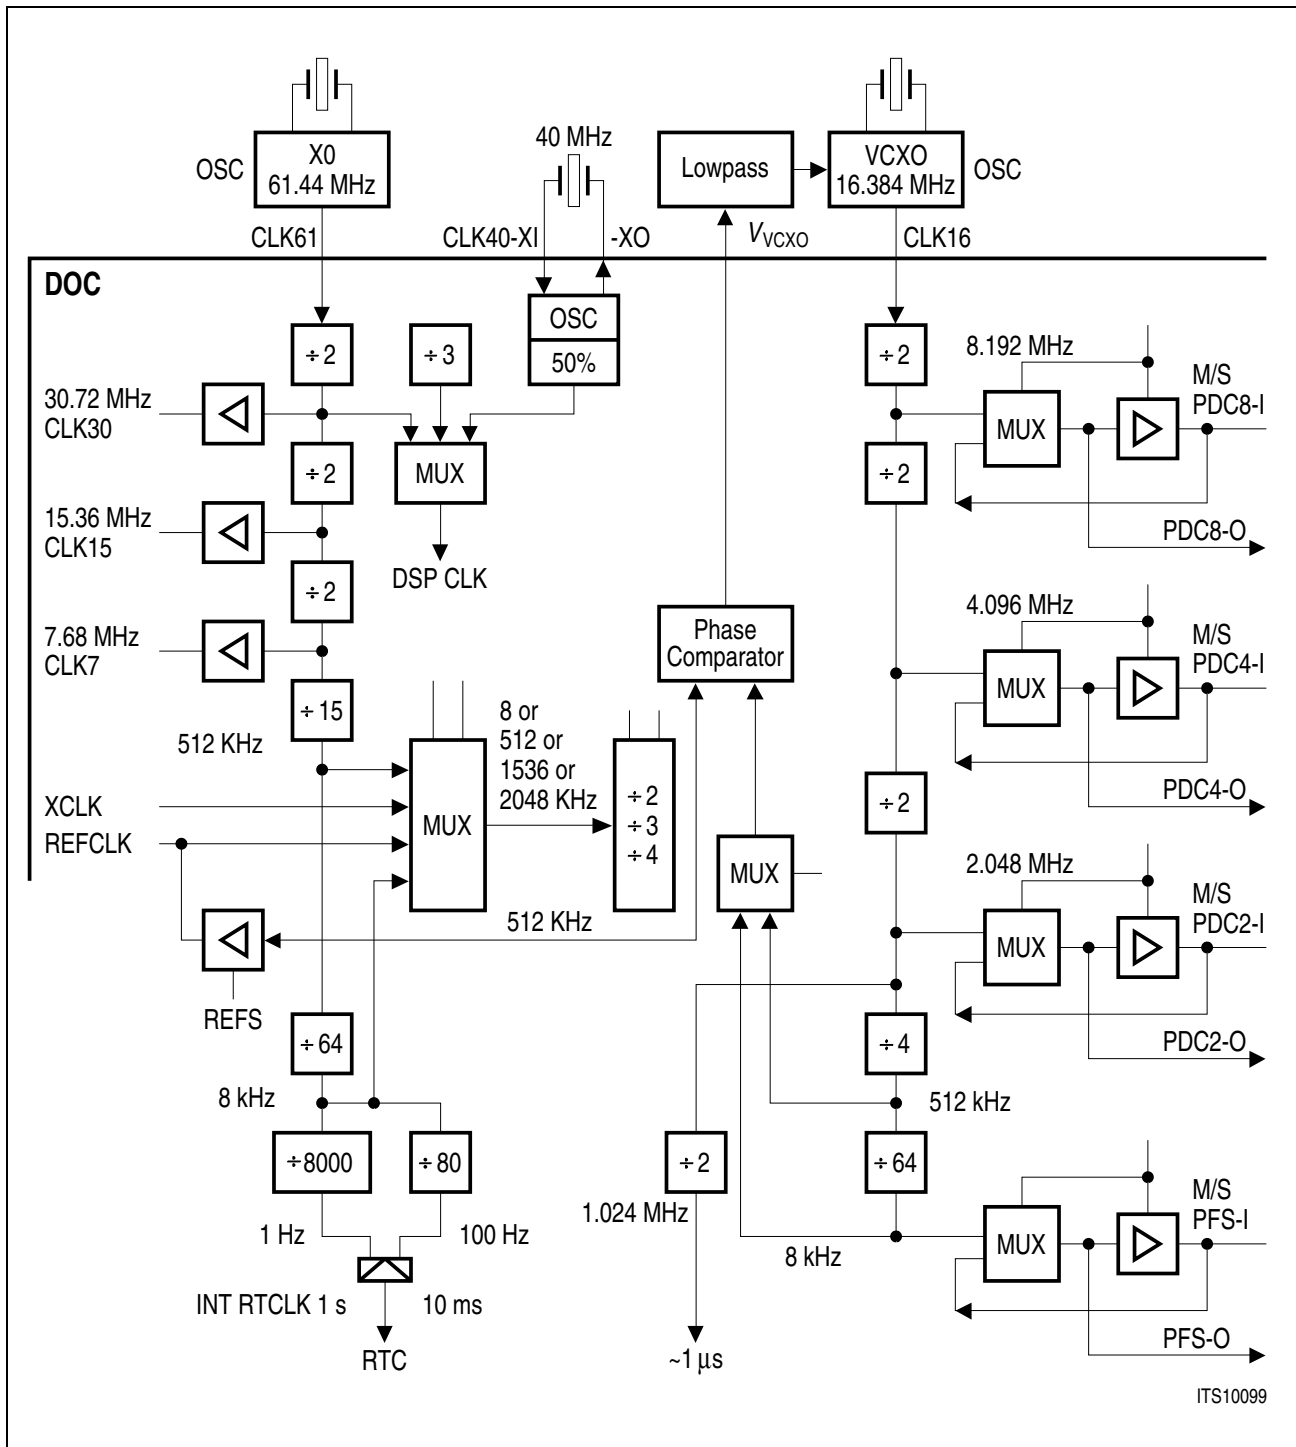 40 MHz
OSC
X0
61.44 MHz
Lowpass
VCXO
16.384 MHz
OSC
CLK61
CLK40-XI
-XO
VVCXO
CLK16
DOC
OSC
50%
÷2
÷3
÷2
8.192 MHz
M/S
PDC8-I
30.72 MHz
CLK30
MUX
MUX
÷2
÷2
15.36 MHz
CLK15
PDC8-O
DSP CLK
÷2
4.096 MHz
7.68 MHz
CLK7
Phase
Comparator
M/S
PDC4-I
MUX
÷15
512 KHz
8 or
512 or
1536 or
2048 KHz
÷2
÷3
÷4
÷2
PDC4-O
XCLK
REFCLK
MUX
MUX
2.048 MHz
M/S
PDC2-I
512 KHz
MUX
REFS
÷64
÷4
PDC2-O
8 kHz
512 kHz
÷8000
÷80
÷2
÷64
1.024 MHz
M/S
PFS-I
1 Hz
100 Hz
8 kHz
MUX
INT RTCLK 1 s
10 ms
RTC
~1 µs
PFS-O
ITS10099